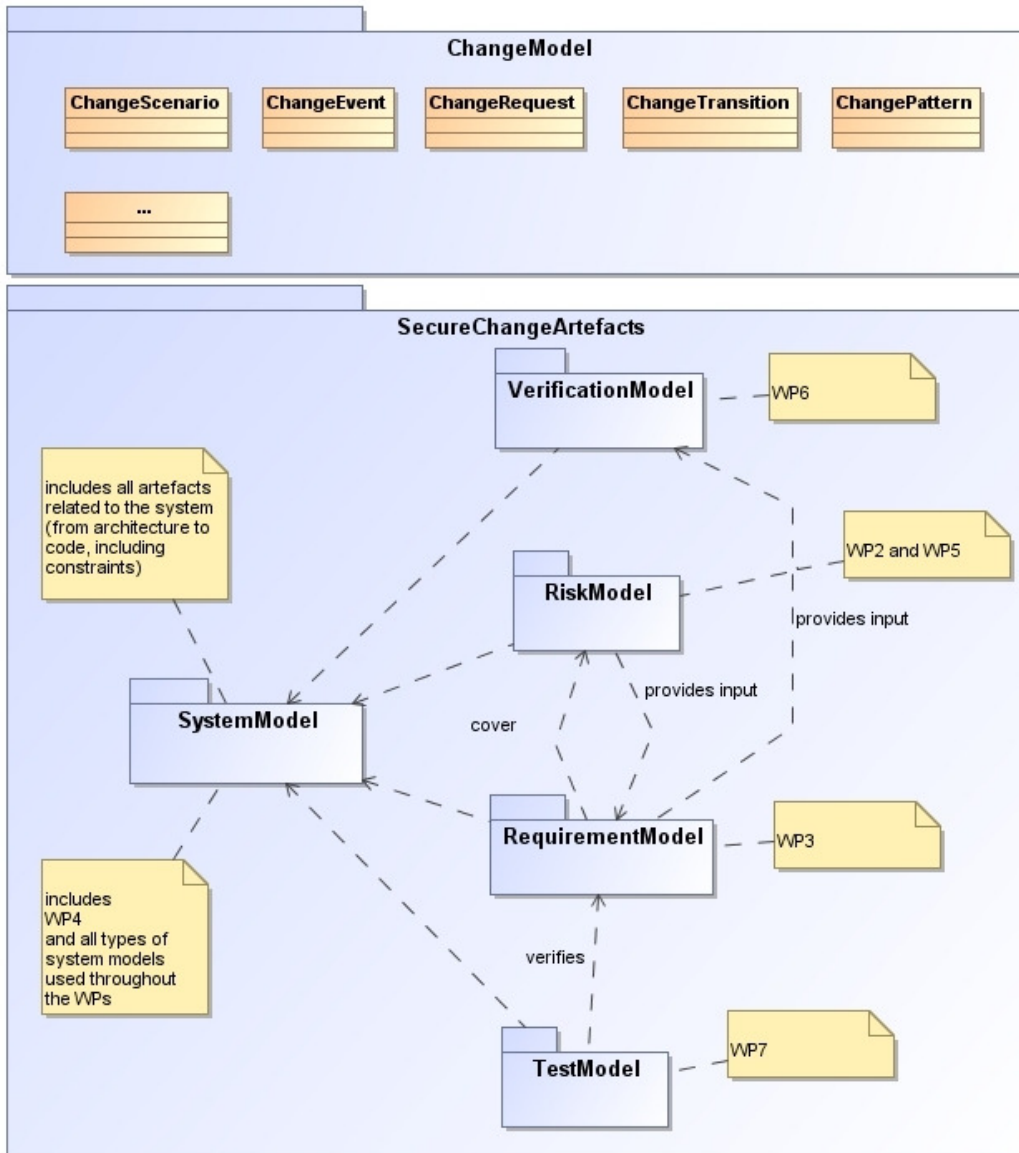 ChangeModel
ChangeScenario
ChangeEvent
ChangeRequest
ChangeTransition
ChangePattern
...
SecureChangeArtefacts
VerificationModel
WP6
includes all artefacts
related to the system
(from architecture to
code, including
constraints)
WP2 and WP5
RiskModel
provides input
provides input
SystemModel
cover
RequirementModel
WP3
includes
WP4
and all types of
system models
used throughout
the WPs
verifies
WP7
TestModel